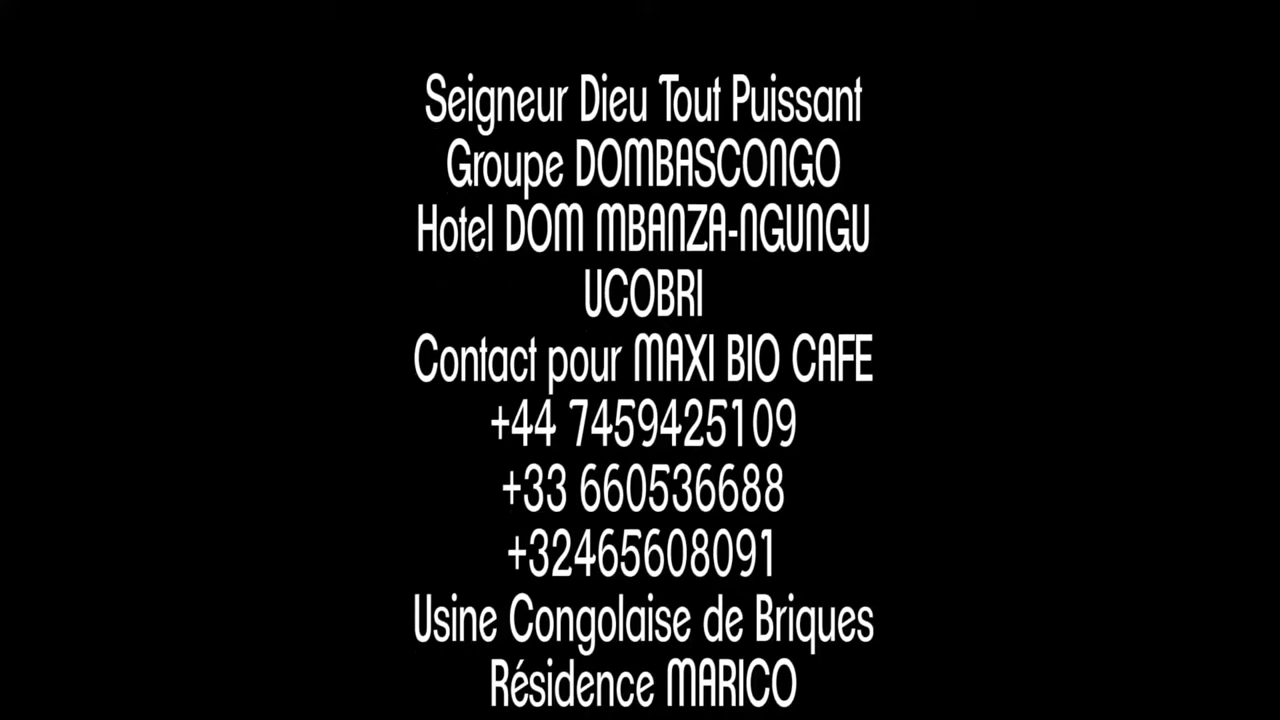 Seigneur Dieu Tout Puissant
Groupe DOMBASCONGO
Hotel DOM MBANZA-NGUNGU
UCOBRI
Contact pour MAXI BIO CAFE
+44 7459425109
+33 660536688
+32465608091
Usine Congolaise de Briques
Résidence MARICO